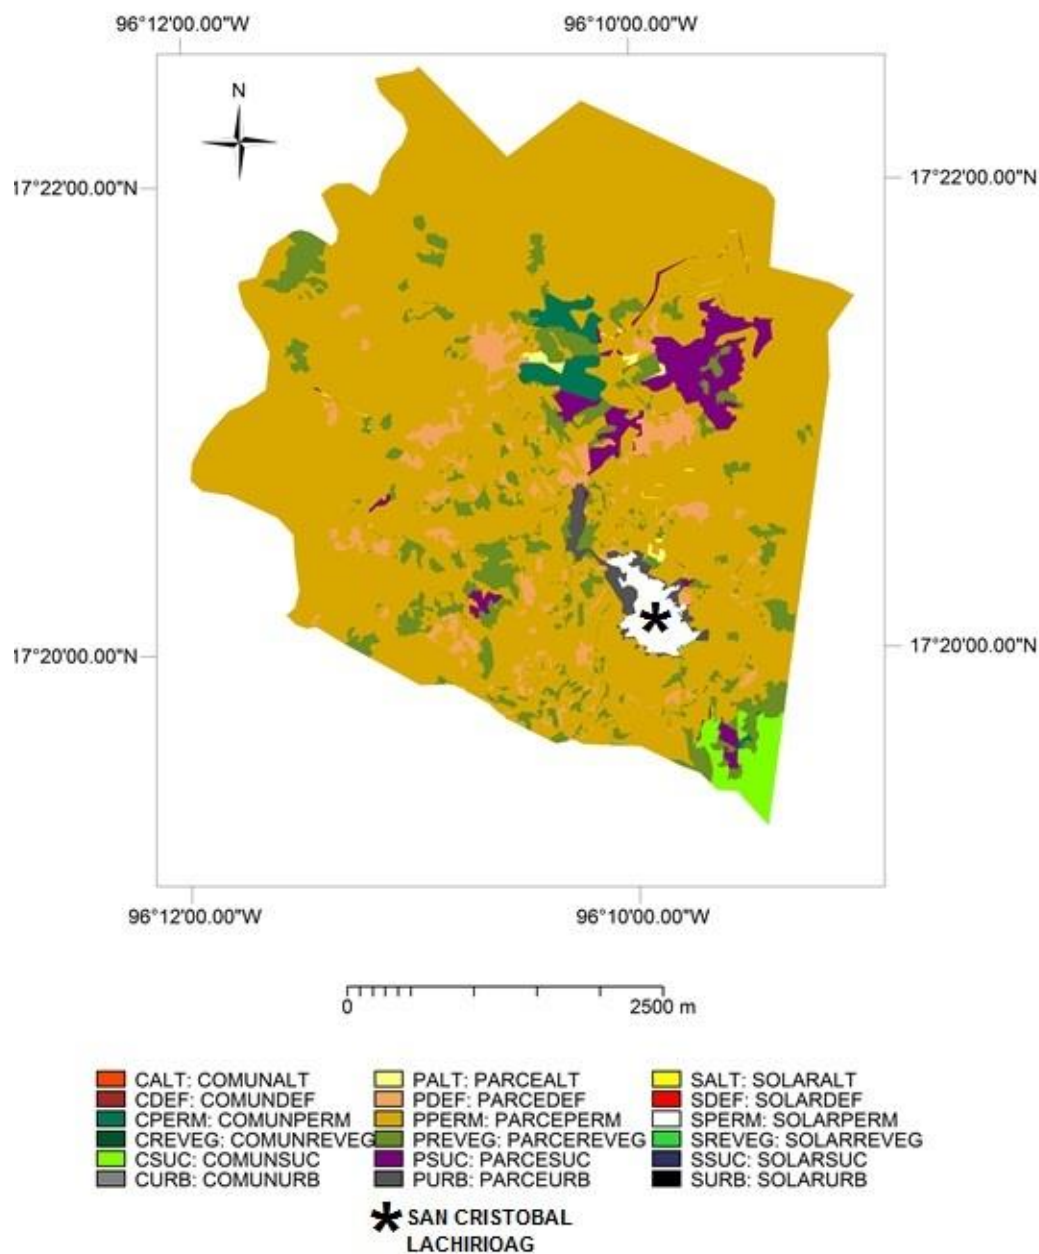 96°12'00.00"W 96°10'00.00"W
N
17°22'00.00"N 17°22'00.00"N
17°20'00.00"N 17°20'00.00"N
96°12'00.00"W 96°10'00.00"W
0 2500 m
CALT: COMUNALT PALT: PARCEALT SALT: SOLARALT
CDEF: COMUNDEF PDEF: PARCEDEF SDEF: SOLARDEF
CPERM: COMUNPERM PPERM: PARCEPERM SPERM: SOLARPERM
CREVEG: COMUNREVEG PREVEG: PARCEREVEG SREVEG: SOLARREVEG
CSUC: COMUNSUC PSUC: PARCESUC SSUC: SOLARSUC
CURB: COMUNURB PURB: PARCEURB SURB: SOLARURB
SAN CRISTOBAL
LACHIRIOAG